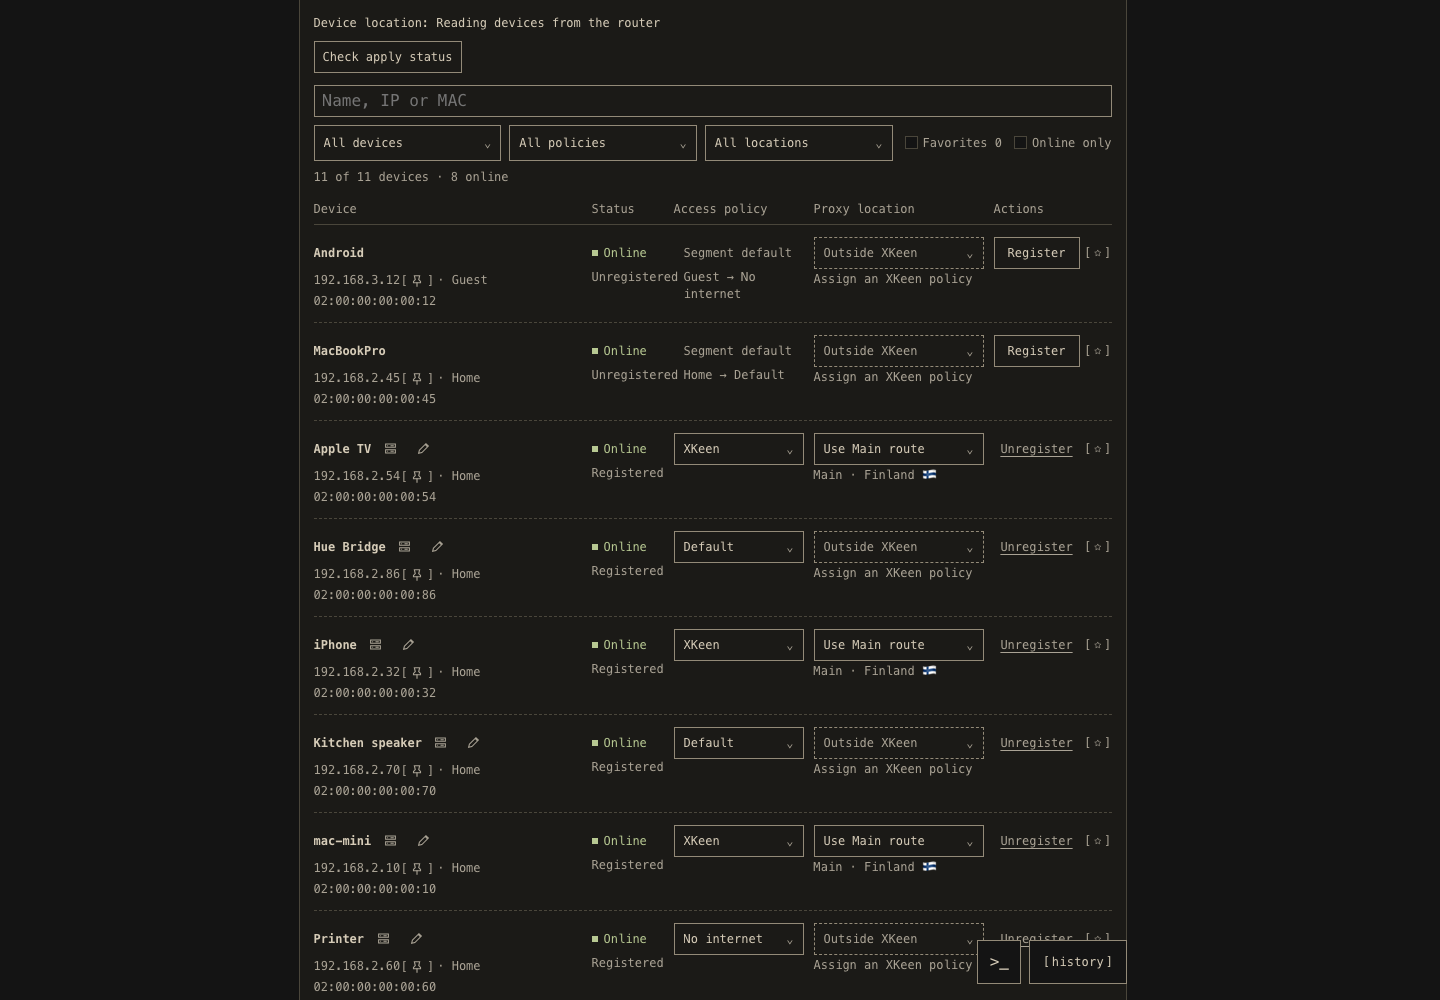 Device location: Reading devices from the router
Check apply status
Name, IP or MAC
All devices All policies All locations Favorites 0 Online only
11 of 11 devices · 8 online
Device Status Access policy Proxy location Actions
Android Online Segment default Outside XKeen Register [☆]
192.168.3.12[ ]· Guest Unregistered Guest → No internet Assign an XKeen policy
02:00:00:00:00:12
MacBookPro Online Segment default Outside XKeen Register [☆]
192.168.2.45[ ]· Home Unregistered Home → Default Assign an XKeen policy
02:00:00:00:00:45
Apple TV Online XKeen Use Main route Unregister [☆]
192.168.2.54[ ]· Home Registered Main · Finland 🇫🇮
02:00:00:00:00:54
Hue Bridge Online Default Outside XKeen Unregister [☆]
192.168.2.86[ ]· Home Registered Assign an XKeen policy
02:00:00:00:00:86
iPhone Online XKeen Use Main route Unregister [☆]
192.168.2.32[ ]· Home Registered Main · Finland 🇫🇮
02:00:00:00:00:32
Kitchen speaker Online Default Outside XKeen Unregister [☆]
192.168.2.70[ ]· Home Registered Assign an XKeen policy
02:00:00:00:00:70
mac-mini Online XKeen Use Main route Unregister [☆]
192.168.2.10[ ]· Home Registered Main · Finland 🇫🇮
02:00:00:00:00:10
Printer Online No internet Outside XKeen Unregister [☆]
192.168.2.60[ ]· Home Registered Assign an XKeen policy >_ [history]
02:00:00:00:00:60